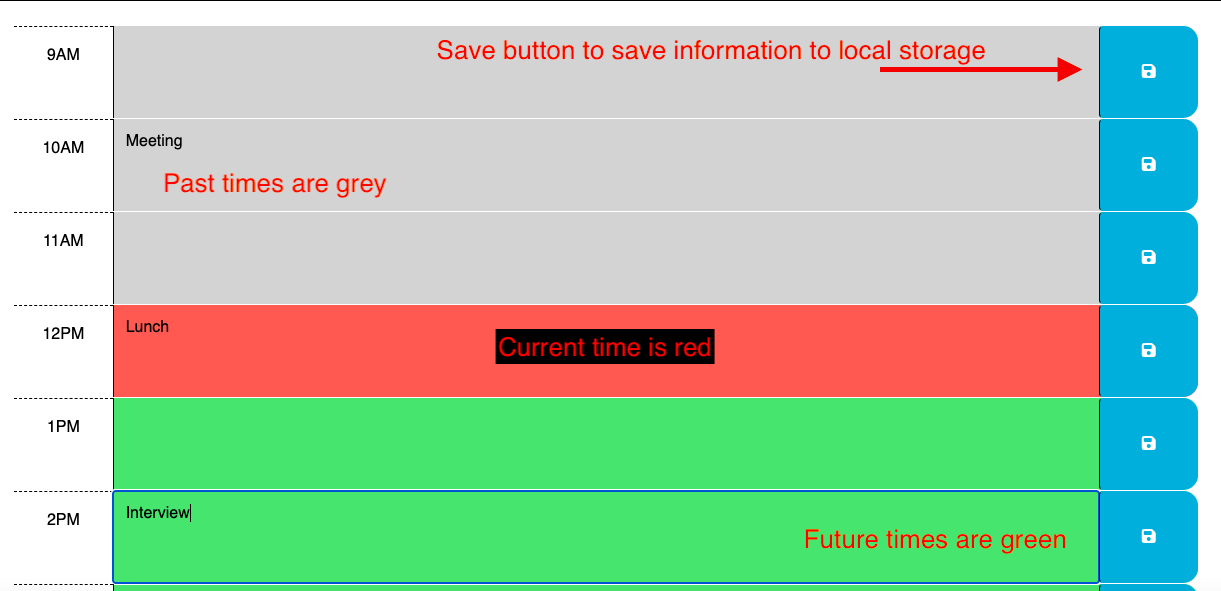 9AM
Save button to save information to local storage
10AM
Meeting
Past times are grey
11AM
12PM
Lunch
Current time is red
1PM
2PM
Interview
Future times are green